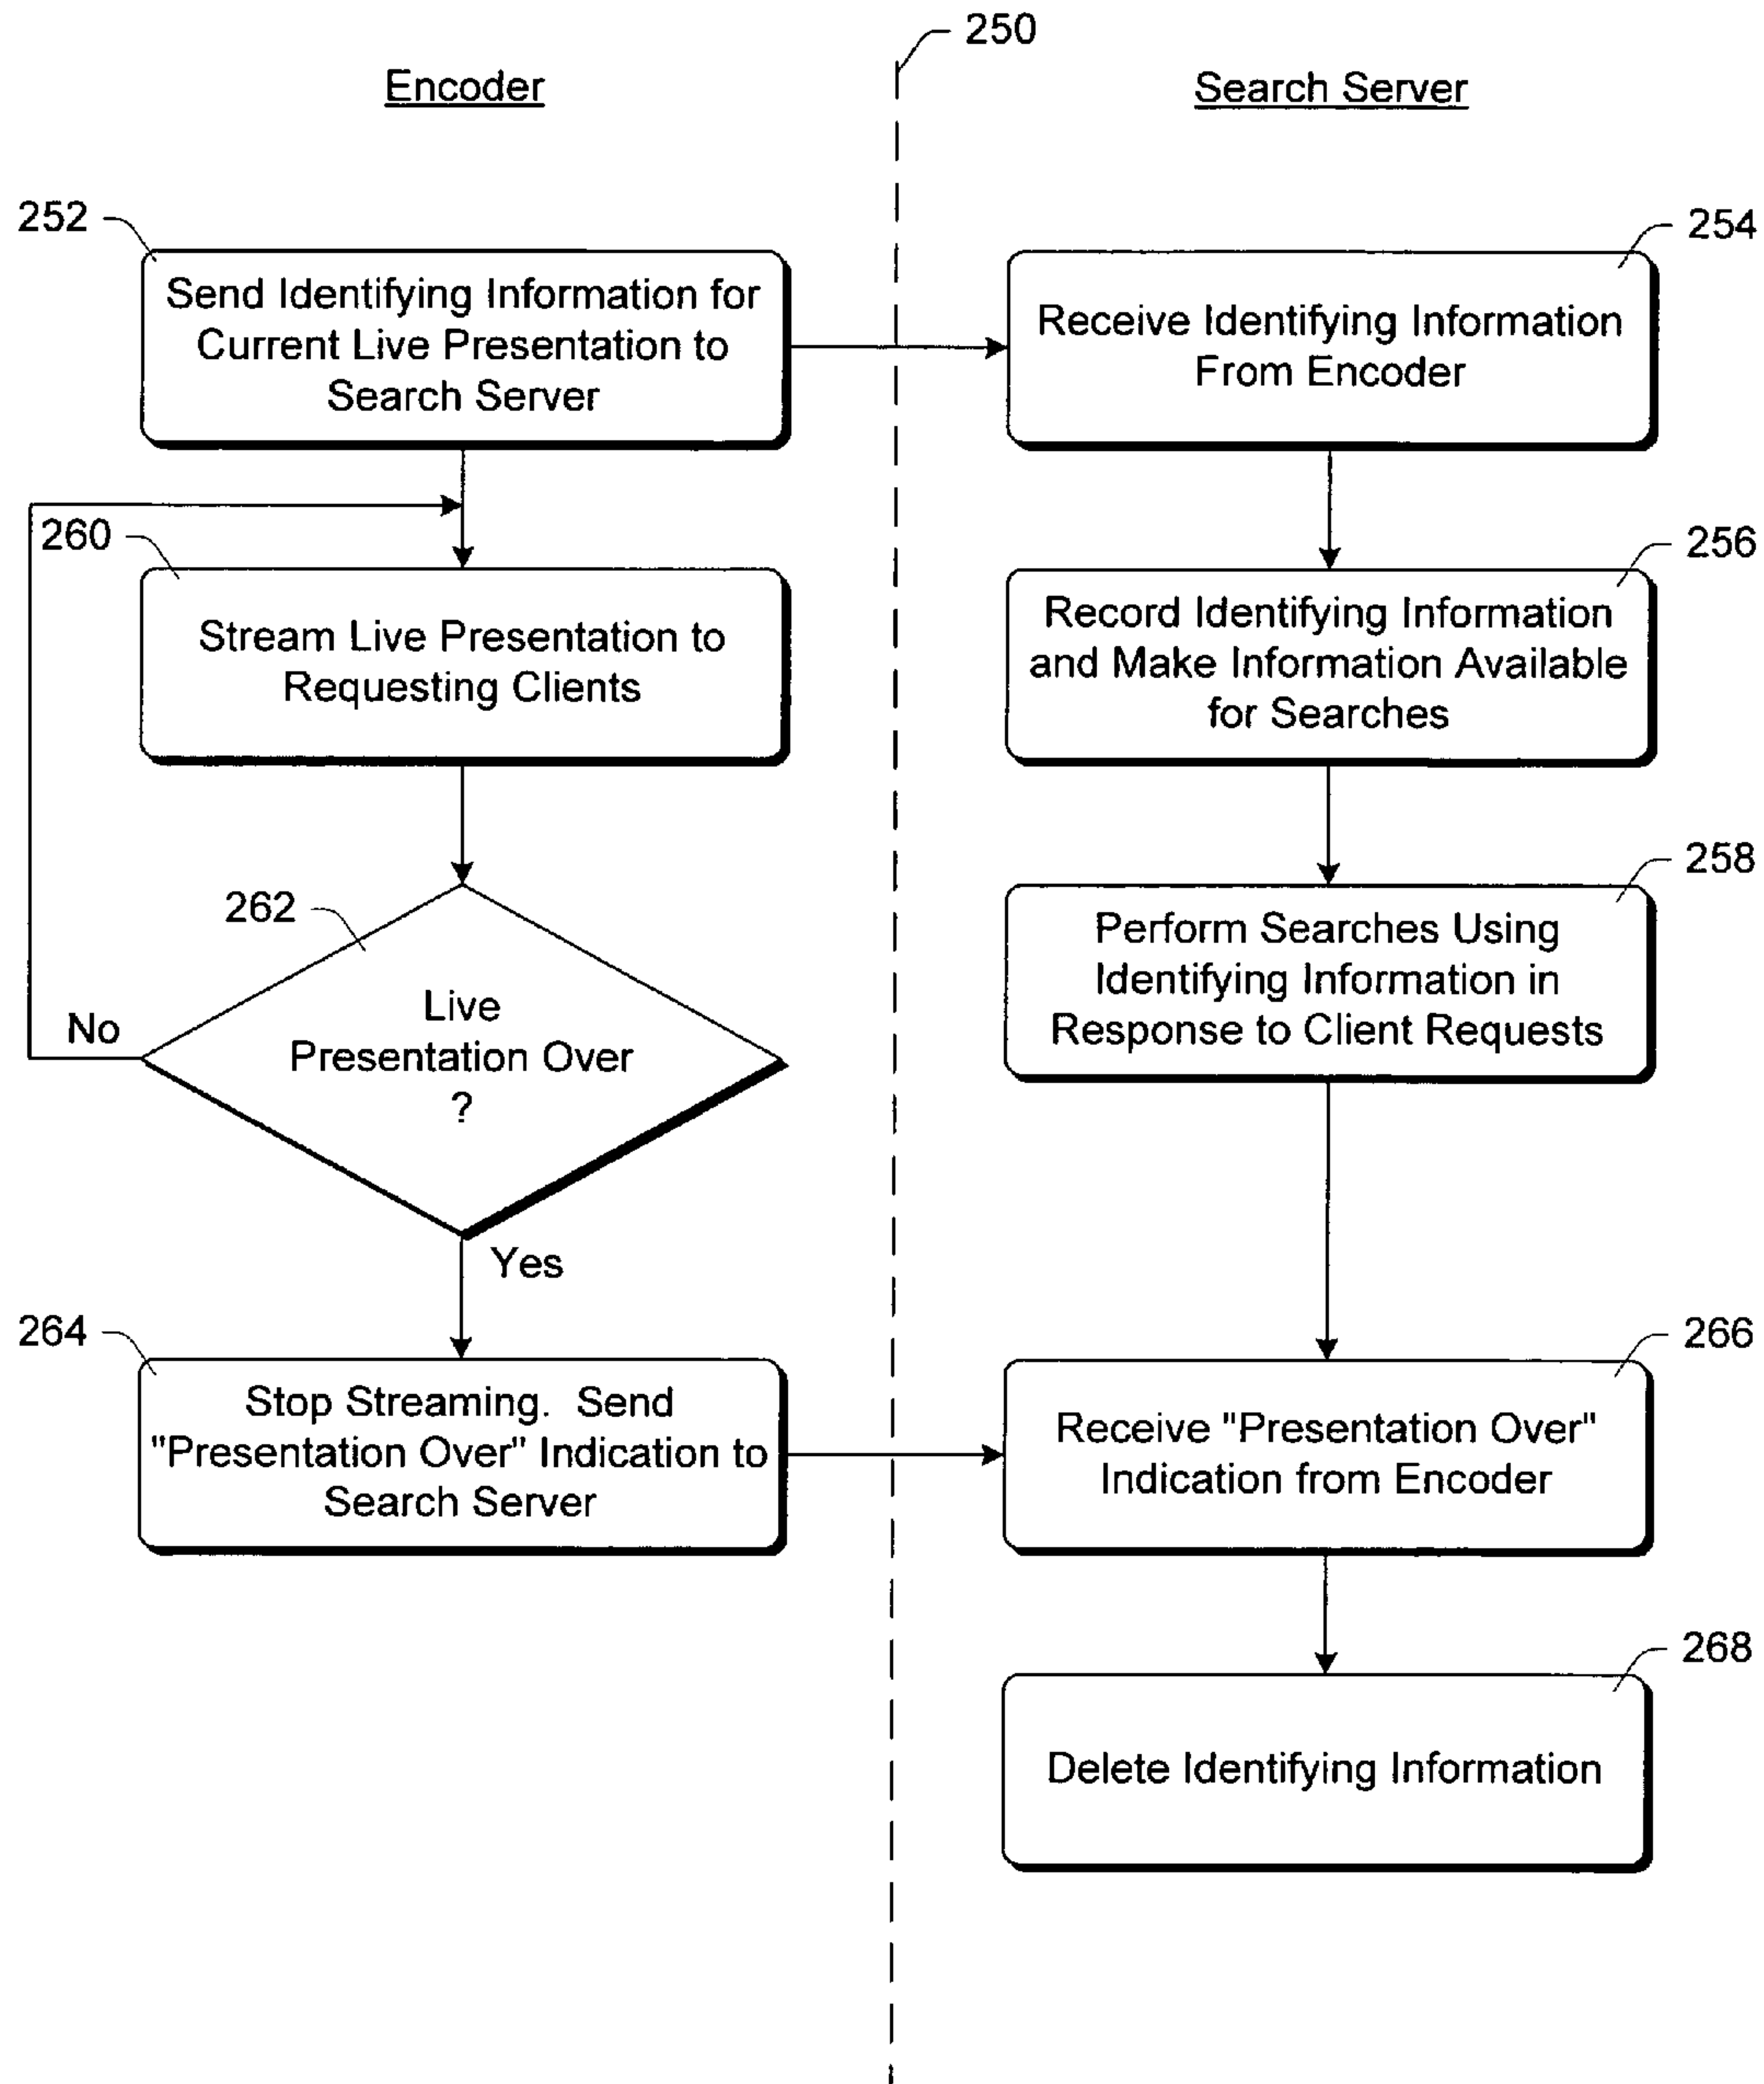 250
Encoder
Search Server
252
Send Identifying Information for
Current Live Presentation to
Search Server
254
Receive Identifying Information
From Encoder
260
Stream Live Presentation to
Requesting Clients
256
Record Identifying Information
and Make Information Available
for Searches
262
Live
Presentation Over
?
No
Yes
258
Perform Searches Using
Identifying Information in
Response to Client Requests
264
Stop Streaming. Send
"Presentation Over" Indication to
Search Server
266
Receive "Presentation Over"
Indication from Encoder
268
Delete Identifying Information